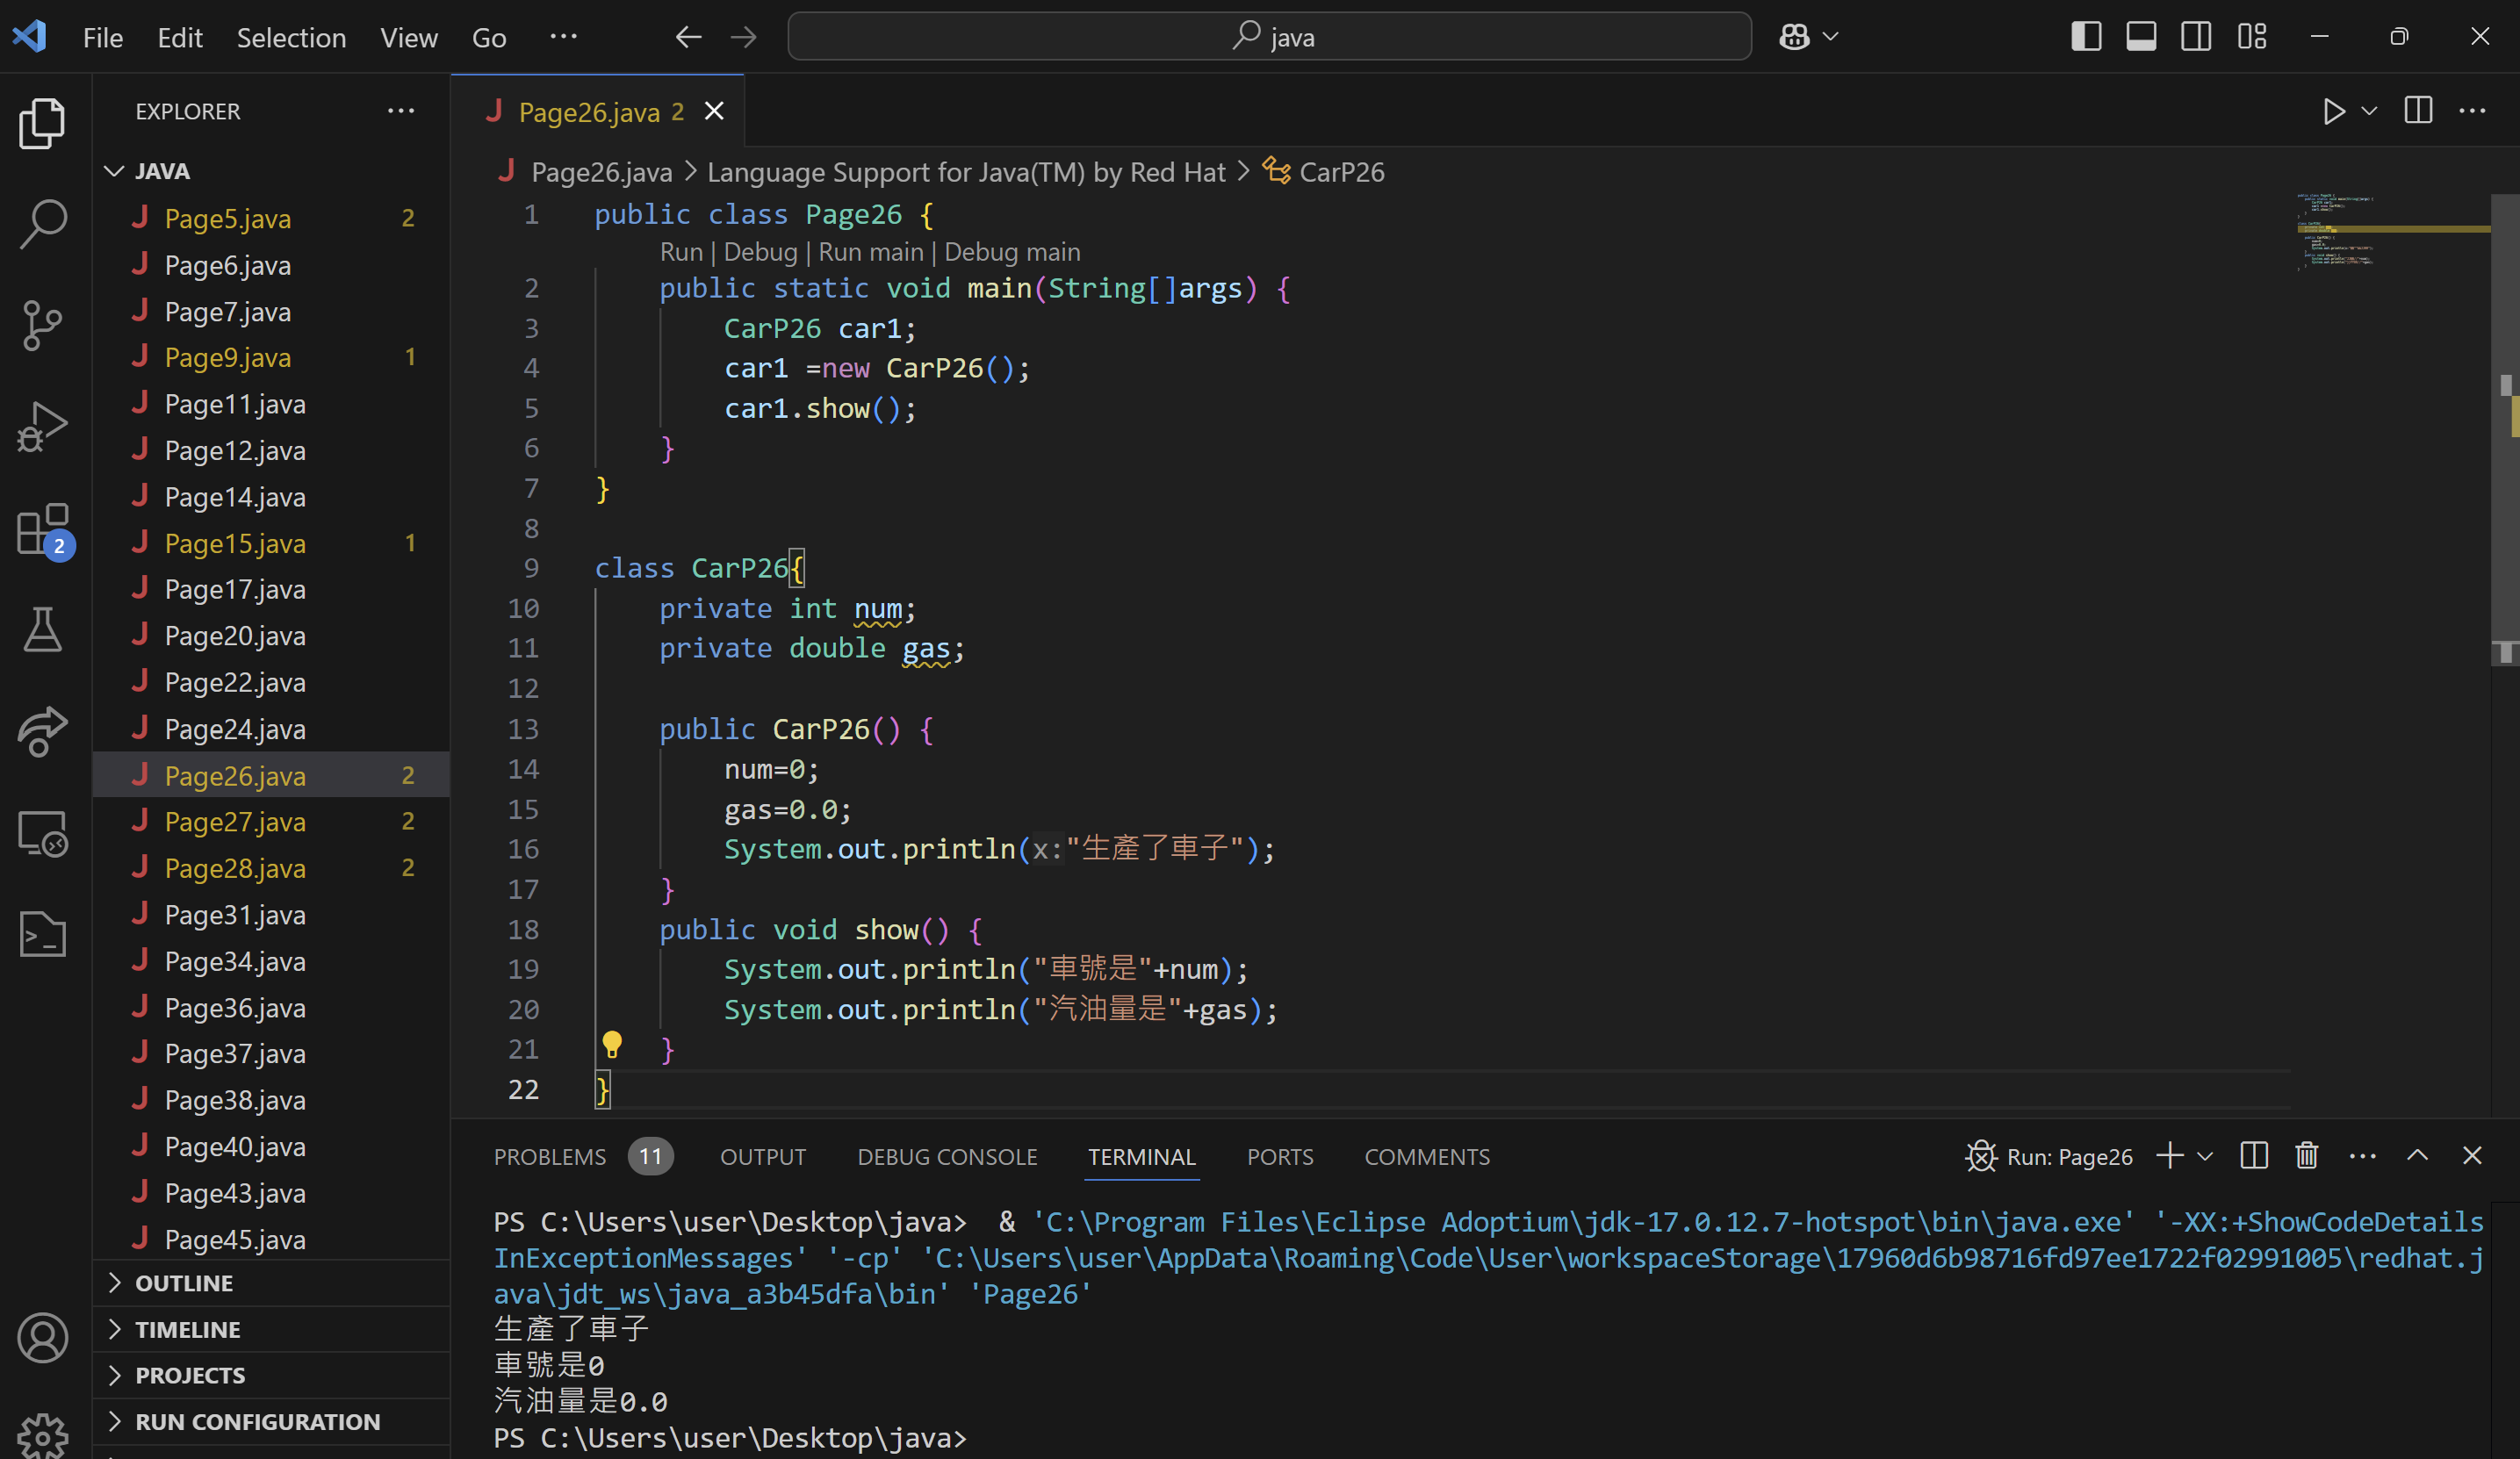 File Edit Selection View Go ··· java
EXPLORER ···
JAVA
Page5.java 2
Page6.java
Page7.java
Page9.java 1
Page11.java
Page12.java
Page14.java
Page15.java 1
Page17.java
Page20.java
Page22.java
Page24.java
Page26.java 2
Page27.java 2
Page28.java 2
Page31.java
Page34.java
Page36.java
Page37.java
Page38.java
Page40.java
Page43.java
Page45.java
OUTLINE
TIMELINE
PROJECTS
RUN CONFIGURATION
2
Page26.java 2
Page26.java > Language Support for Java(TM) by Red Hat > CarP26
1 public class Page26 {
Run | Debug | Run main | Debug main
2 public static void main(String[]args) {
3 CarP26 car1;
4 car1 =new CarP26();
5 car1.show();
6 }
7 }
8
9 class CarP26{
10 private int num;
11 private double gas;
12
13 public CarP26() {
14 num=0;
15 gas=0.0;
16 System.out.println(x:"生產了車子");
17 }
18 public void show() {
19 System.out.println("車號是"+num);
20 System.out.println("汽油量是"+gas);
21 }
22 }
PROBLEMS 11 OUTPUT DEBUG CONSOLE TERMINAL PORTS COMMENTS Run: Page26
PS C:\Users\user\Desktop\java>  & 'C:\Program Files\Eclipse Adoptium\jdk-17.0.12.7-hotspot\bin\java.exe' '-XX:+ShowCodeDetails
InExceptionMessages' '-cp' 'C:\Users\user\AppData\Roaming\Code\User\workspaceStorage\17960d6b98716fd97ee1722f02991005\redhat.j
ava\jdt_ws\java_a3b45dfa\bin' 'Page26'
生產了車子
車號是0
汽油量是0.0
PS C:\Users\user\Desktop\java>